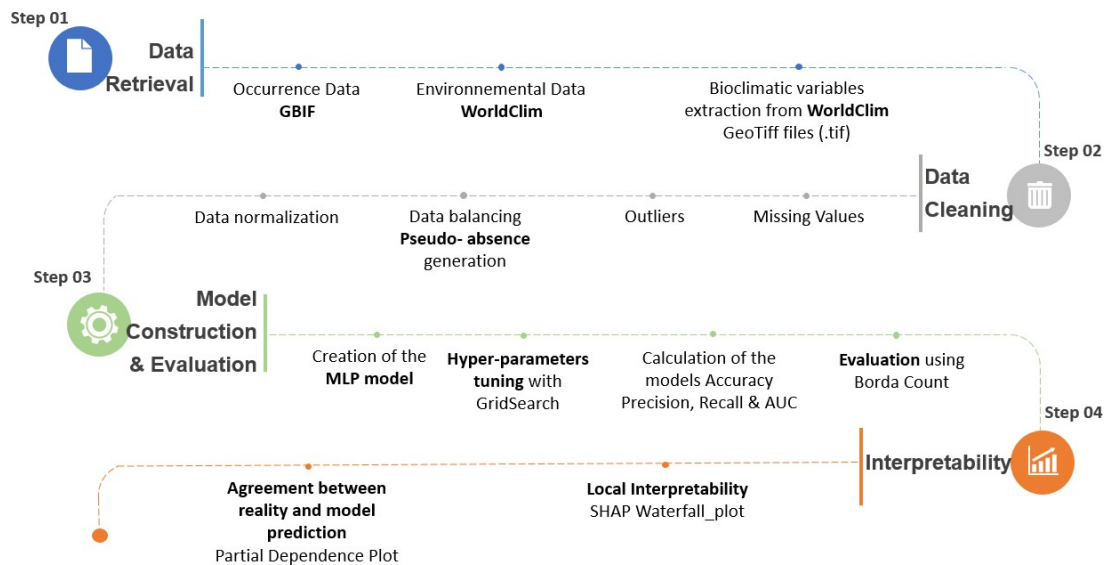 Step 01
Data
Retrieval
Occurrence Data
GBIF
Environnemental Data
WorldClim
Bioclimatic variables
extraction from WorldClim
GeoTiff files (.tif)
Step 02
Data
Cleaning
Missing Values
Outliers
Data balancing
Pseudo- absence
generation
Data normalization
Step 03
Model
Construction
& Evaluation
Creation of the
MLP model
Hyper-parameters
tuning with
GridSearch
Calculation of the
models Accuracy
Precision, Recall & AUC
Evaluation using
Borda Count
Step 04
Interpretability
Local Interpretability
SHAP Waterfall_plot
Agreement between
reality and model
prediction
Partial Dependence Plot